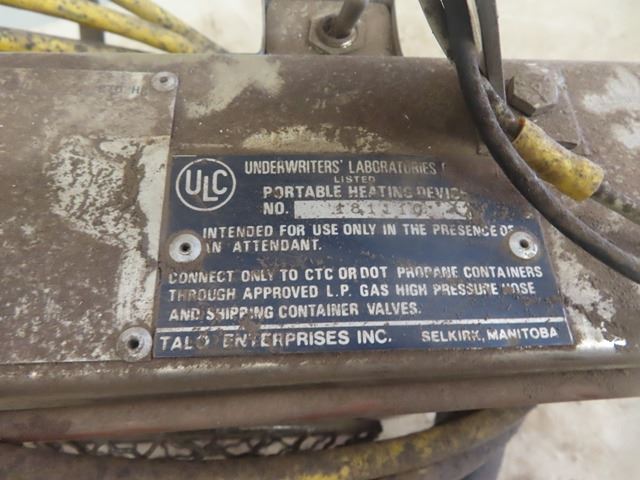 ULC
UNDERWRITERS' LABORATORIES
LISTED
PORTABLE HEATING DEVICE
NO.
INTENDED FOR USE ONLY IN THE PRESENCE OF
AN ATTENDANT.
CONNECT ONLY TO CTC OR DOT PROPANE CONTAINERS
THROUGH APPROVED L.P. GAS HIGH PRESSURE HOSE
AND SHIPPING CONTAINER VALVES.
ENTERPRISES INC. SELKIRK, MANITOBA